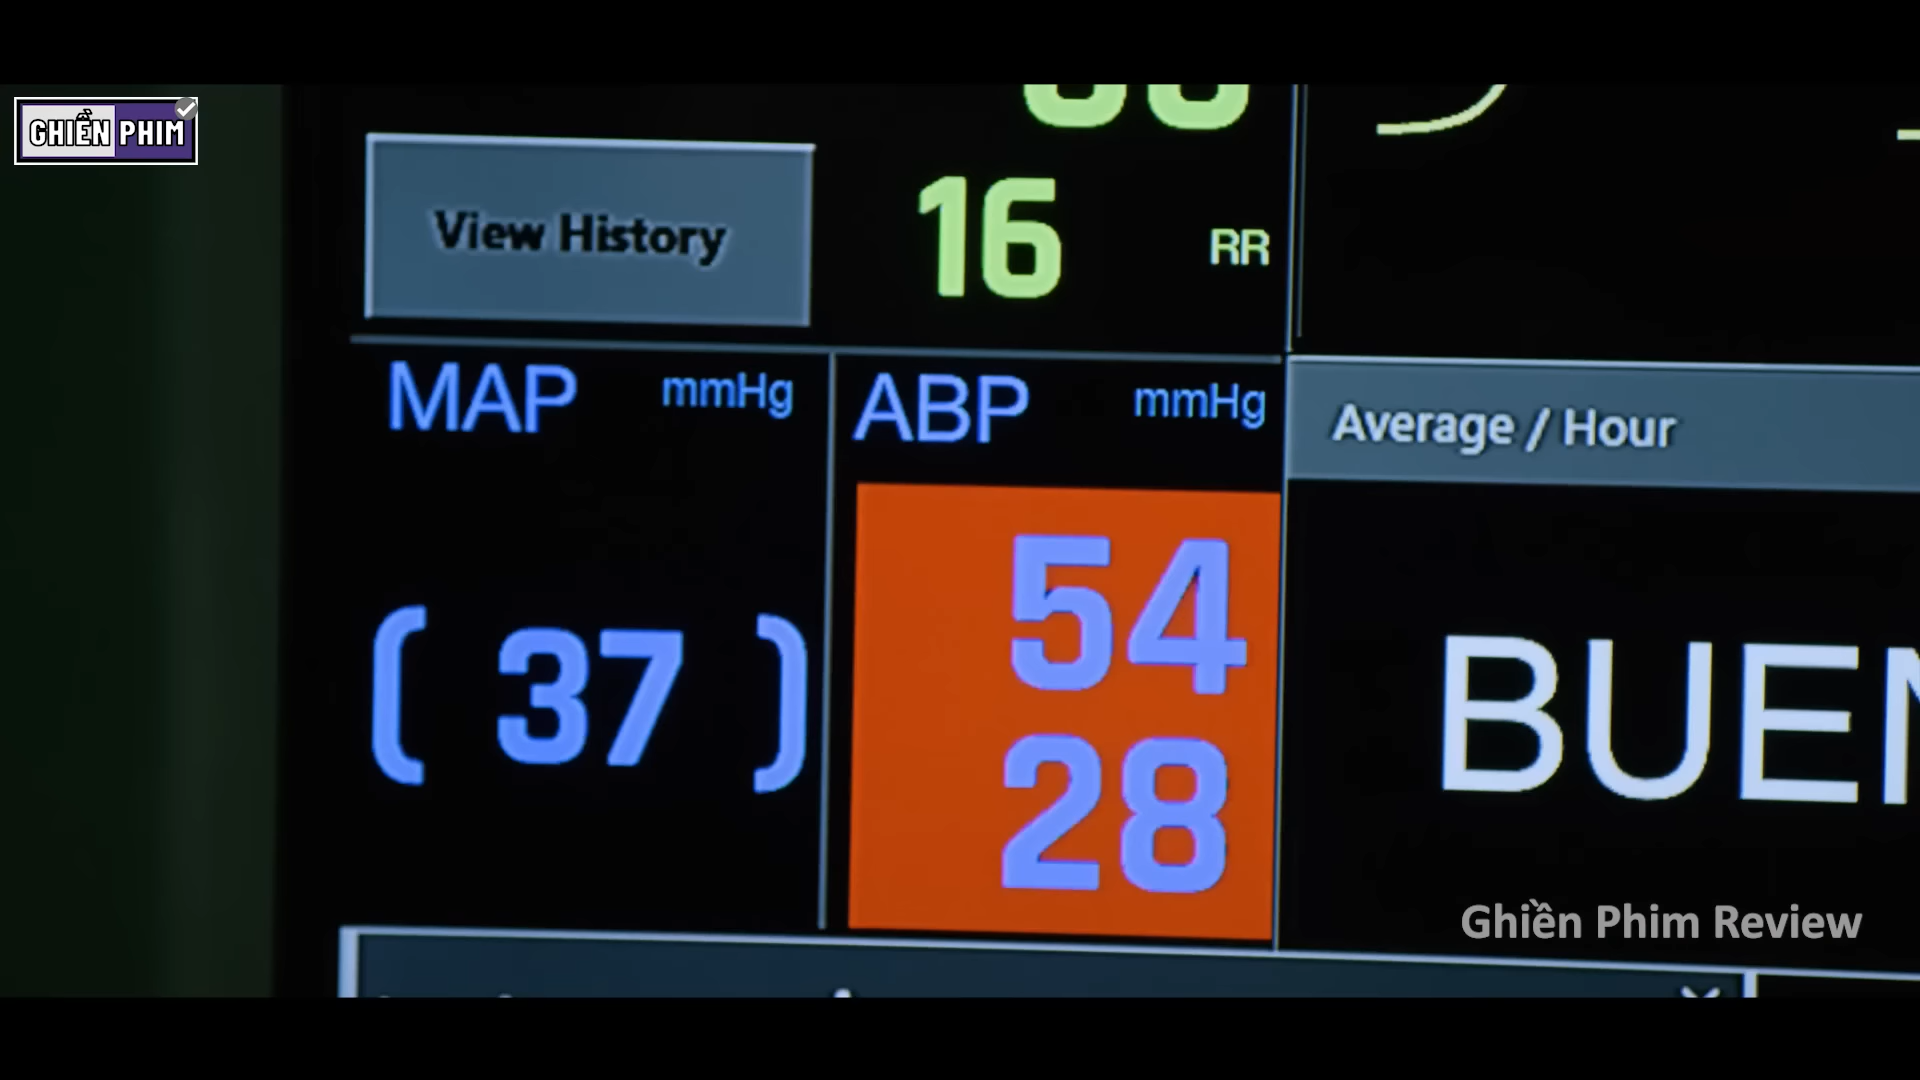 GHIỀN PHIM
View History
16 RR
MAP mmHg
ABP mmHg
Average / Hour
( 37 )
54
28
BUEN
Ghiền Phim Review